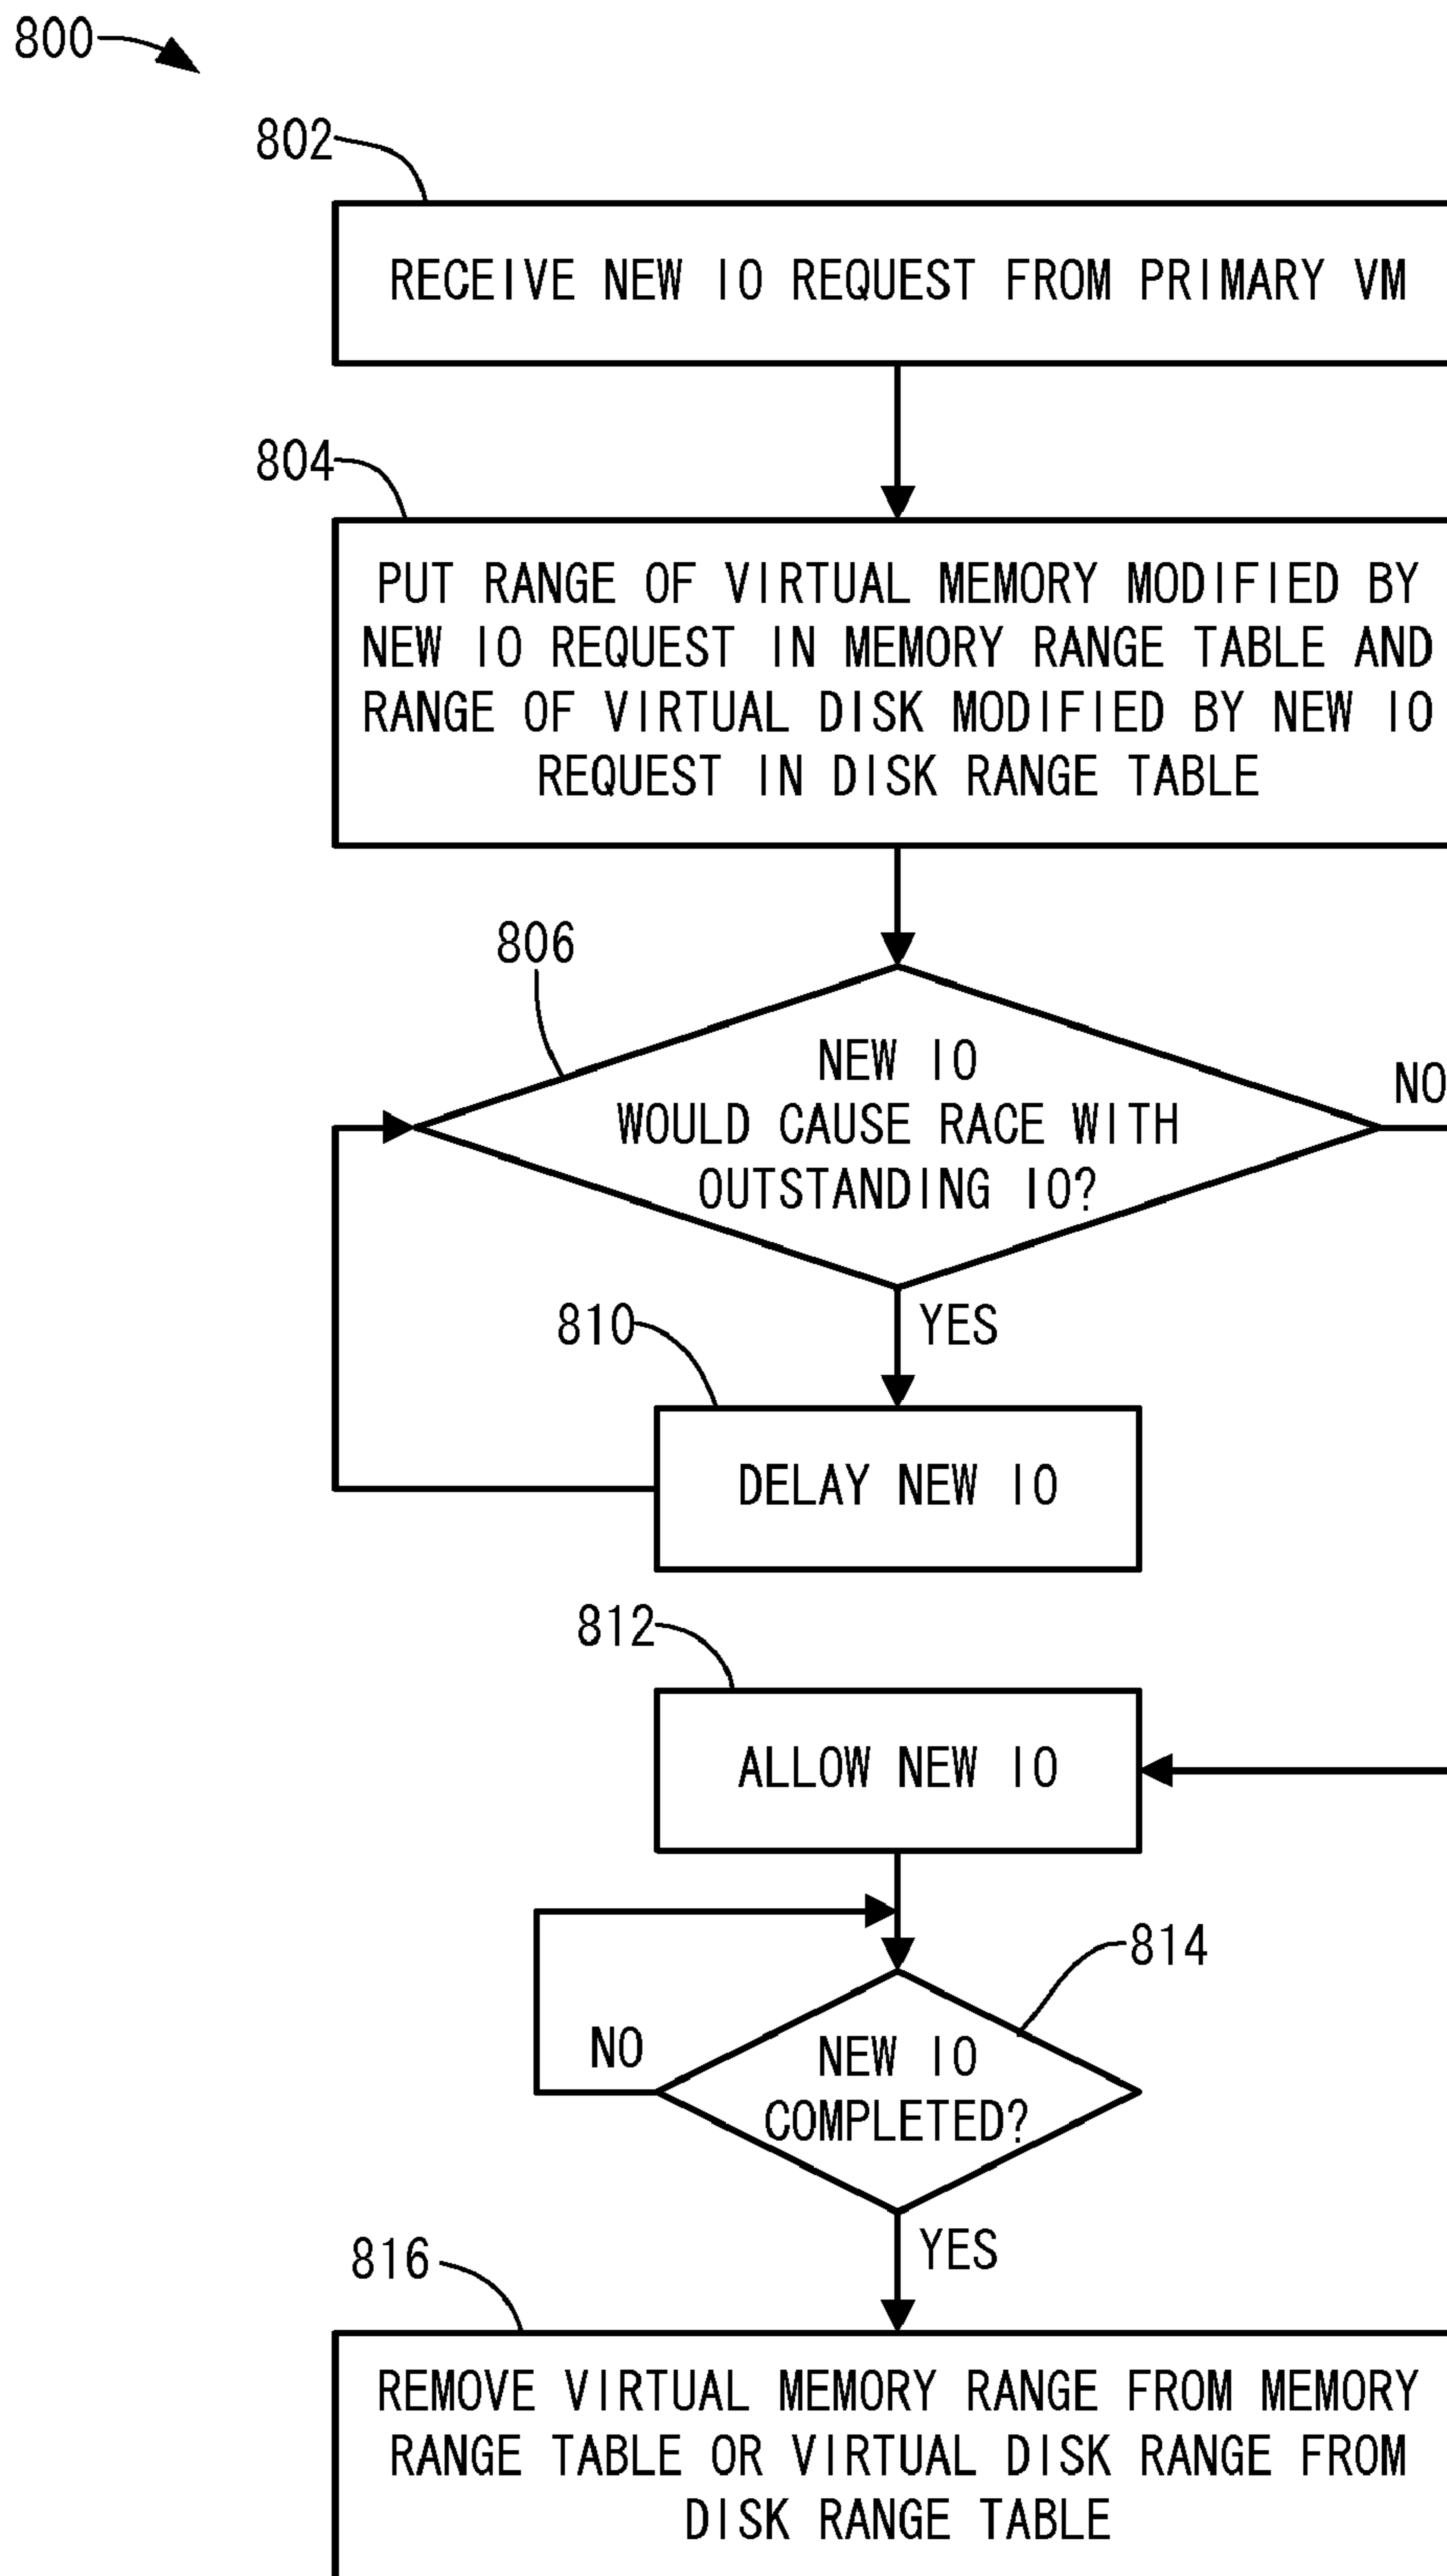 800
802
RECEIVE NEW IO REQUEST FROM PRIMARY VM
804
PUT RANGE OF VIRTUAL MEMORY MODIFIED BY
NEW IO REQUEST IN MEMORY RANGE TABLE AND
RANGE OF VIRTUAL DISK MODIFIED BY NEW IO
REQUEST IN DISK RANGE TABLE
806
NEW IO
WOULD CAUSE RACE WITH
OUTSTANDING IO?
NO
YES
810
DELAY NEW IO
812
ALLOW NEW IO
814
NEW IO
COMPLETED?
NO
YES
816
REMOVE VIRTUAL MEMORY RANGE FROM MEMORY
RANGE TABLE OR VIRTUAL DISK RANGE FROM
DISK RANGE TABLE